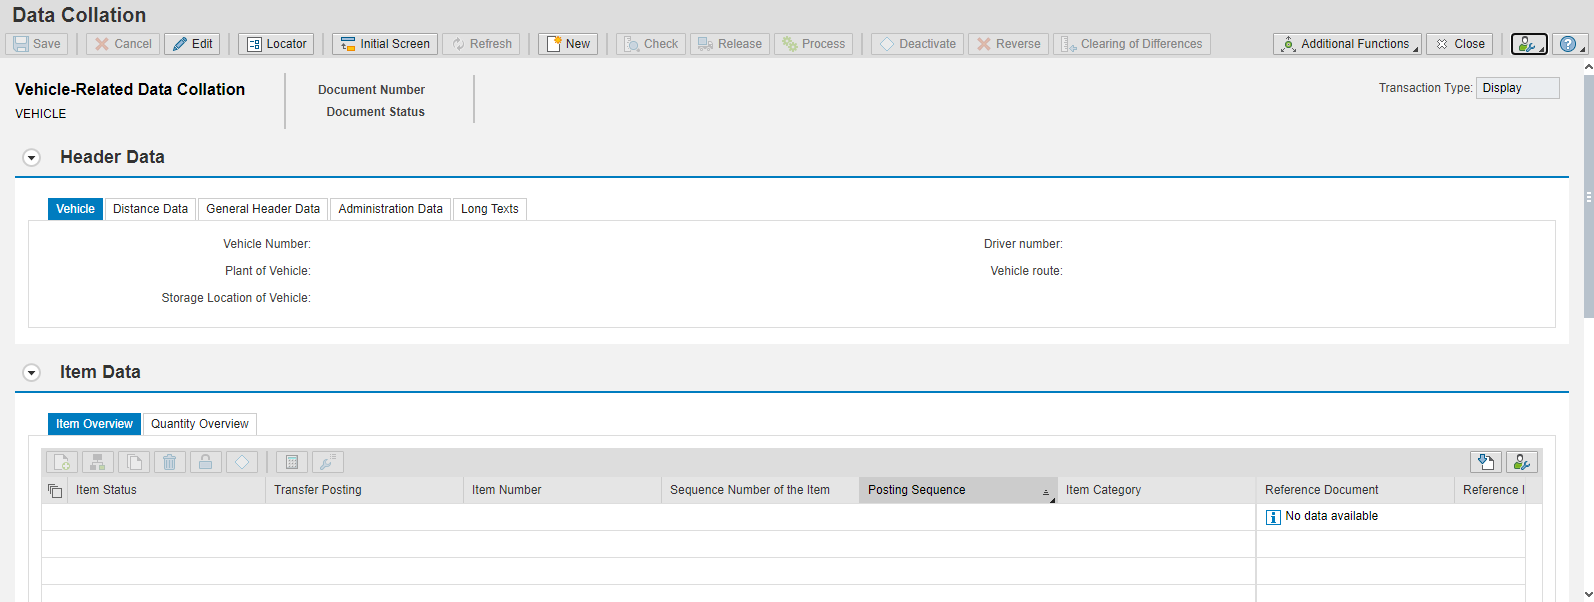 Data Collation
Save Cancel Edit Locator Initial Screen Refresh New Check Release Process Deactivate Reverse Clearing of Differences Additional Functions Close
Vehicle-Related Data Collation
VEHICLE
Document Number
Document Status
Transaction Type: Display
Header Data
Vehicle Distance Data General Header Data Administration Data Long Texts
Vehicle Number: Driver number:
Plant of Vehicle: Vehicle route:
Storage Location of Vehicle:
Item Data
Item Overview Quantity Overview
Item Status Transfer Posting Item Number Sequence Number of the Item Posting Sequence Item Category Reference Document Reference I
No data available